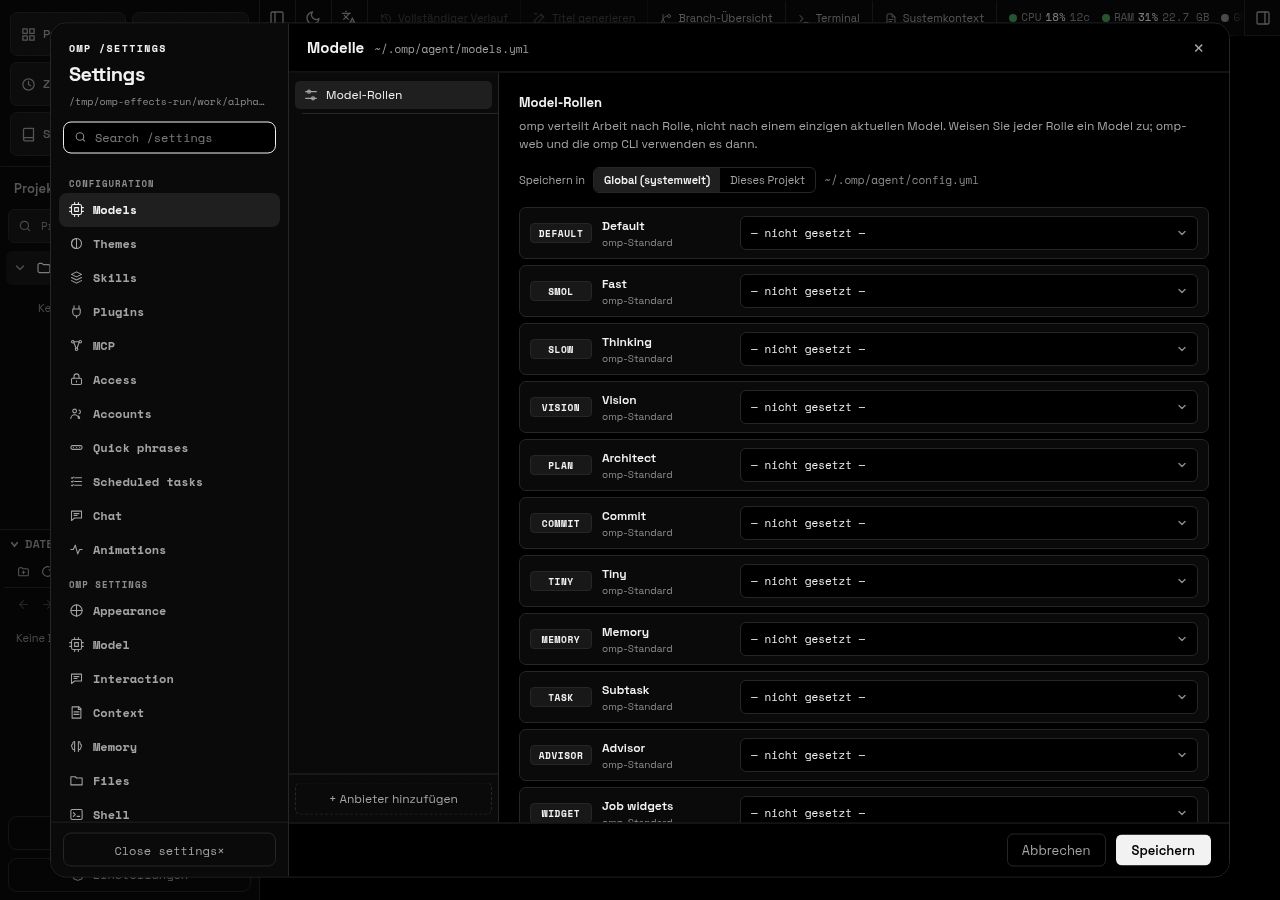 Vollständiger Verlauf
Titel generieren
Branch-Übersicht
Terminal
Systemkontext
CPU 18% 12c
RAM 31% 22.7 GB
OMP /SETTINGS
Settings
/tmp/omp-effects-run/work/alpha…
Search /settings
CONFIGURATION
Models
Themes
Skills
Plugins
MCP
Access
Accounts
Quick phrases
Scheduled tasks
Chat
Animations
OMP SETTINGS
Appearance
Model
Interaction
Context
Memory
Files
Shell
Close settings×
Modelle ~/.omp/agent/models.yml
×
Model-Rollen
+ Anbieter hinzufügen
Model-Rollen
omp verteilt Arbeit nach Rolle, nicht nach einem einzigen aktuellen Model. Weisen Sie jeder Rolle ein Model zu; omp-
web und die omp CLI verwenden es dann.
Speichern in Global (systemweit) Dieses Projekt ~/.omp/agent/config.yml
DEFAULT Default omp-Standard — nicht gesetzt —
SMOL Fast omp-Standard — nicht gesetzt —
SLOW Thinking omp-Standard — nicht gesetzt —
VISION Vision omp-Standard — nicht gesetzt —
PLAN Architect omp-Standard — nicht gesetzt —
COMMIT Commit omp-Standard — nicht gesetzt —
TINY Tiny omp-Standard — nicht gesetzt —
MEMORY Memory omp-Standard — nicht gesetzt —
TASK Subtask omp-Standard — nicht gesetzt —
ADVISOR Advisor omp-Standard — nicht gesetzt —
WIDGET Job widgets omp-Standard — nicht gesetzt —
Abbrechen
Speichern
Projek
Ke
DATE
Keine
Einstellungen